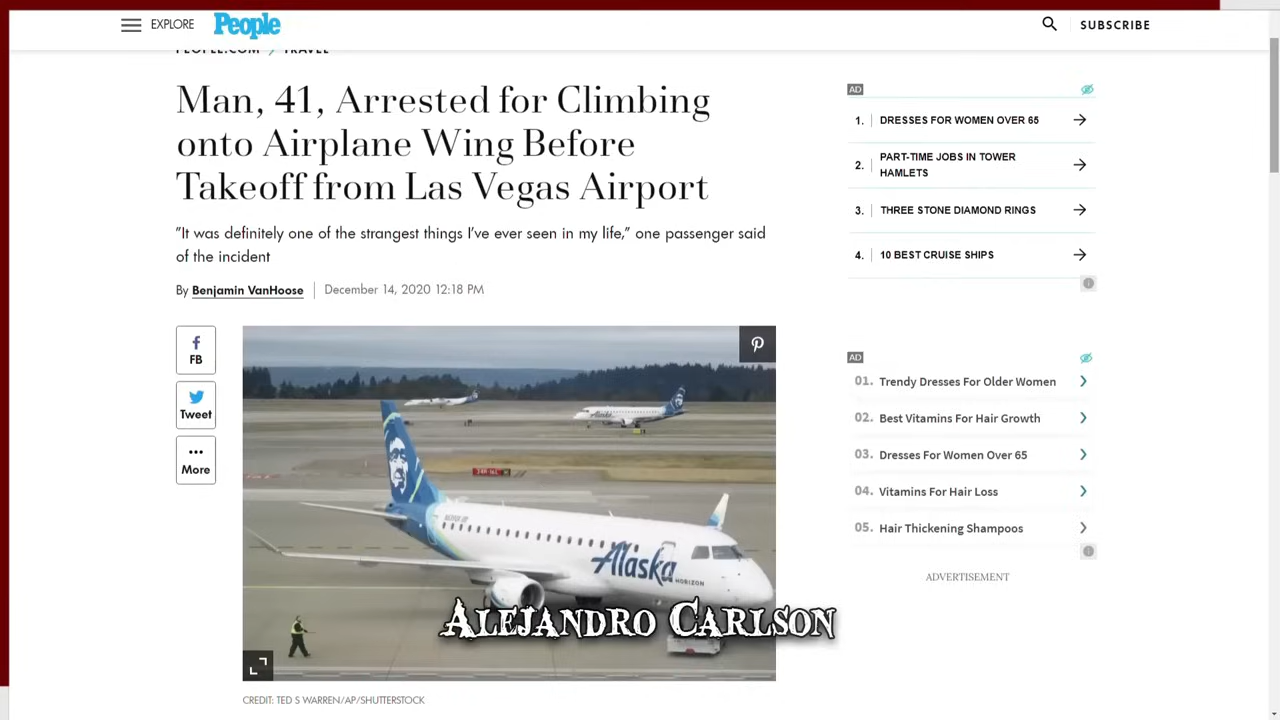 EXPLORE People SUBSCRIBE
PEOPLE.COM > TRAVEL
Man, 41, Arrested for Climbing
onto Airplane Wing Before
Takeoff from Las Vegas Airport
"It was definitely one of the strangest things I've ever seen in my life," one passenger said
of the incident
By Benjamin VanHoose | December 14, 2020 12:18 PM
FB
Tweet
More
Alaska
HORIZON
Alaska
ALEJANDRO CARLSON
CREDIT: TED S WARREN/AP/SHUTTERSTOCK
AD
1. DRESSES FOR WOMEN OVER 65
2. PART-TIME JOBS IN TOWER
HAMLETS
3. THREE STONE DIAMOND RINGS
4. 10 BEST CRUISE SHIPS
AD
01. Trendy Dresses For Older Women
02. Best Vitamins For Hair Growth
03. Dresses For Women Over 65
04. Vitamins For Hair Loss
05. Hair Thickening Shampoos
ADVERTISEMENT